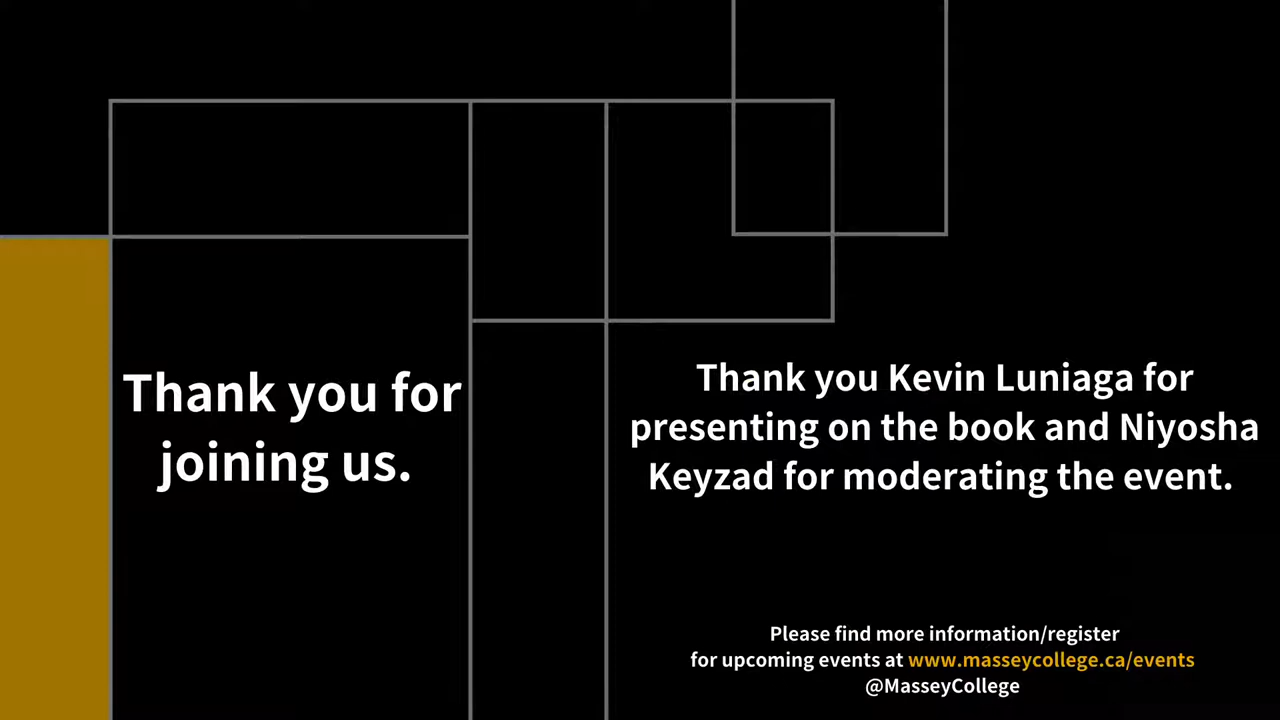 Thank you for
joining us.
Thank you Kevin Luniaga for
presenting on the book and Niyosha
Keyzad for moderating the event.
Please find more information/register
for upcoming events at www.masseycollege.ca/events
@MasseyCollege